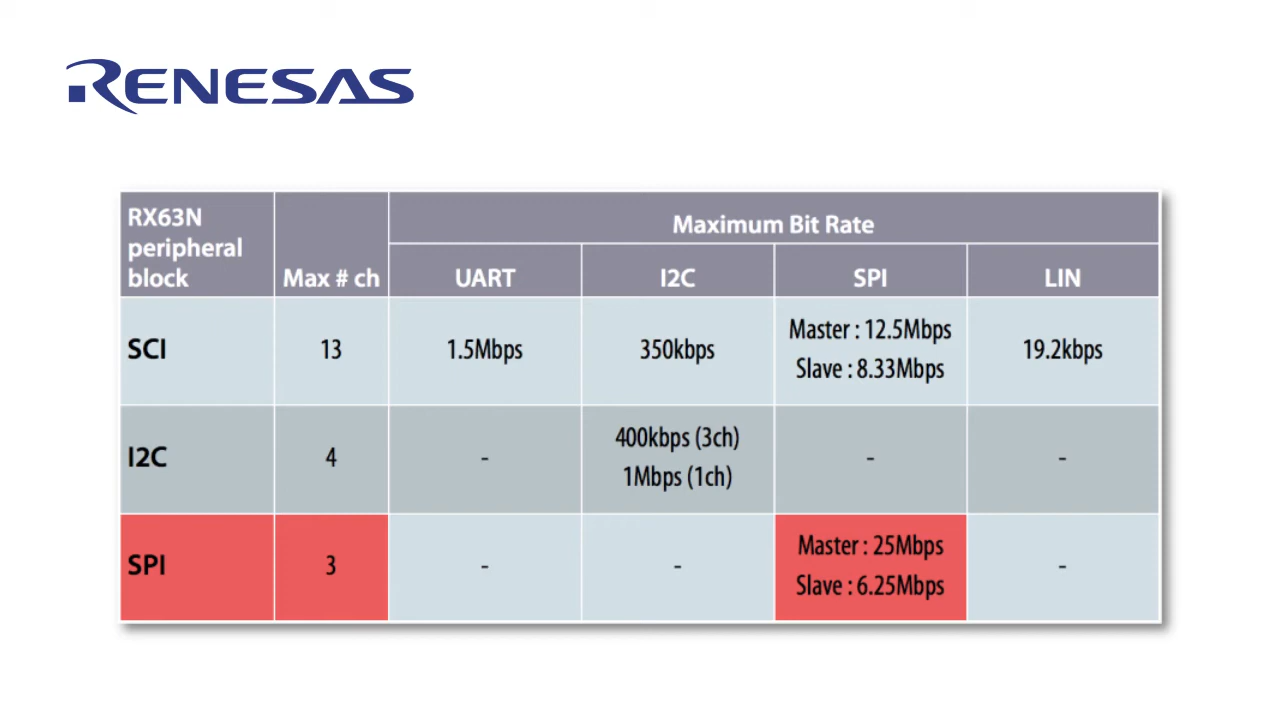 RENESAS
RX63N
peripheral
block
Max # ch
Maximum Bit Rate
UART
I2C
SPI
LIN
SCI
13
1.5Mbps
350kbps
Master : 12.5Mbps
Slave : 8.33Mbps
19.2kbps
I2C
4
-
400kbps (3ch)
1Mbps (1ch)
-
-
SPI
3
-
-
Master : 25Mbps
Slave : 6.25Mbps
-